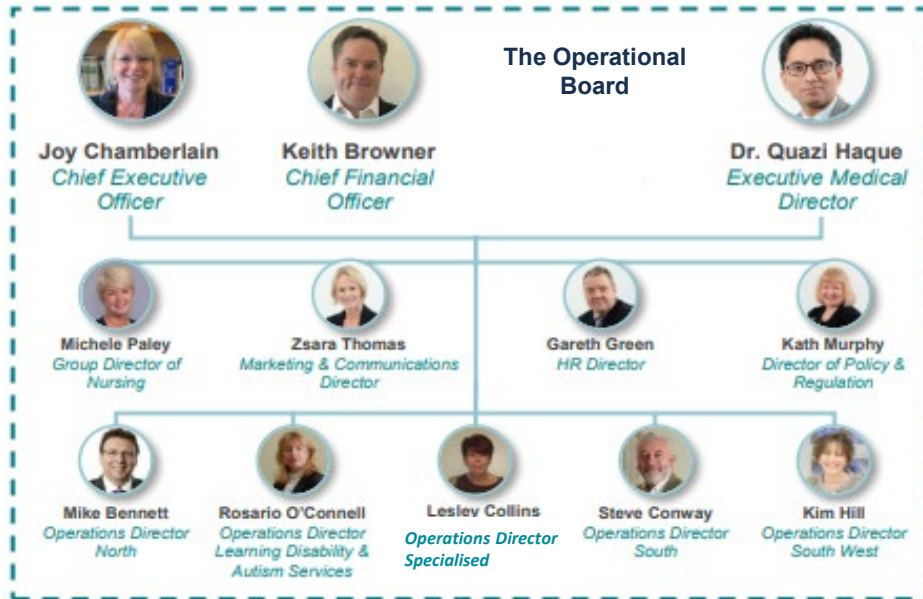 The Operational
Board
Joy Chamberlain
Chief Executive
Officer
Keith Browner
Chief Financial
Officer
Dr. Quazi Haque
Executive Medical
Director
Michele Paley
Group Director of
Nursing
Zsara Thomas
Marketing & Communications
Director
Gareth Green
HR Director
Kath Murphy
Director of Policy &
Regulation
Mike Bennett
Operations Director
North
Rosario O'Connell
Operations Director
Learning Disability &
Autism Services
Lesley Collins
Operations Director
Specialised
Steve Conway
Operations Director
South
Kim Hill
Operations Director
South West